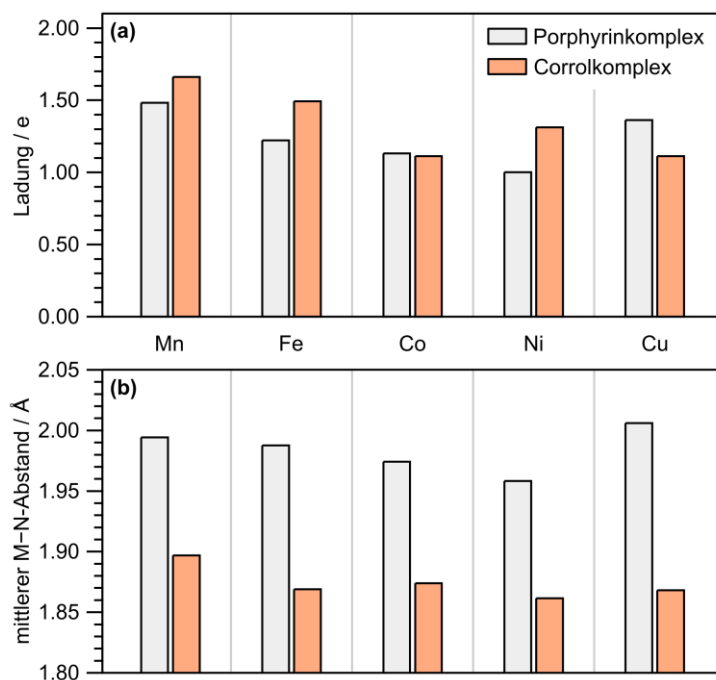 (a)
Porphyrinkomplex
Corrolkomplex
Ladung / e
2.00
1.50
1.00
0.50
0.00
Mn Fe Co Ni Cu
(b)
mittlerer M−N-Abstand / Å
2.05
2.00
1.95
1.90
1.85
1.80